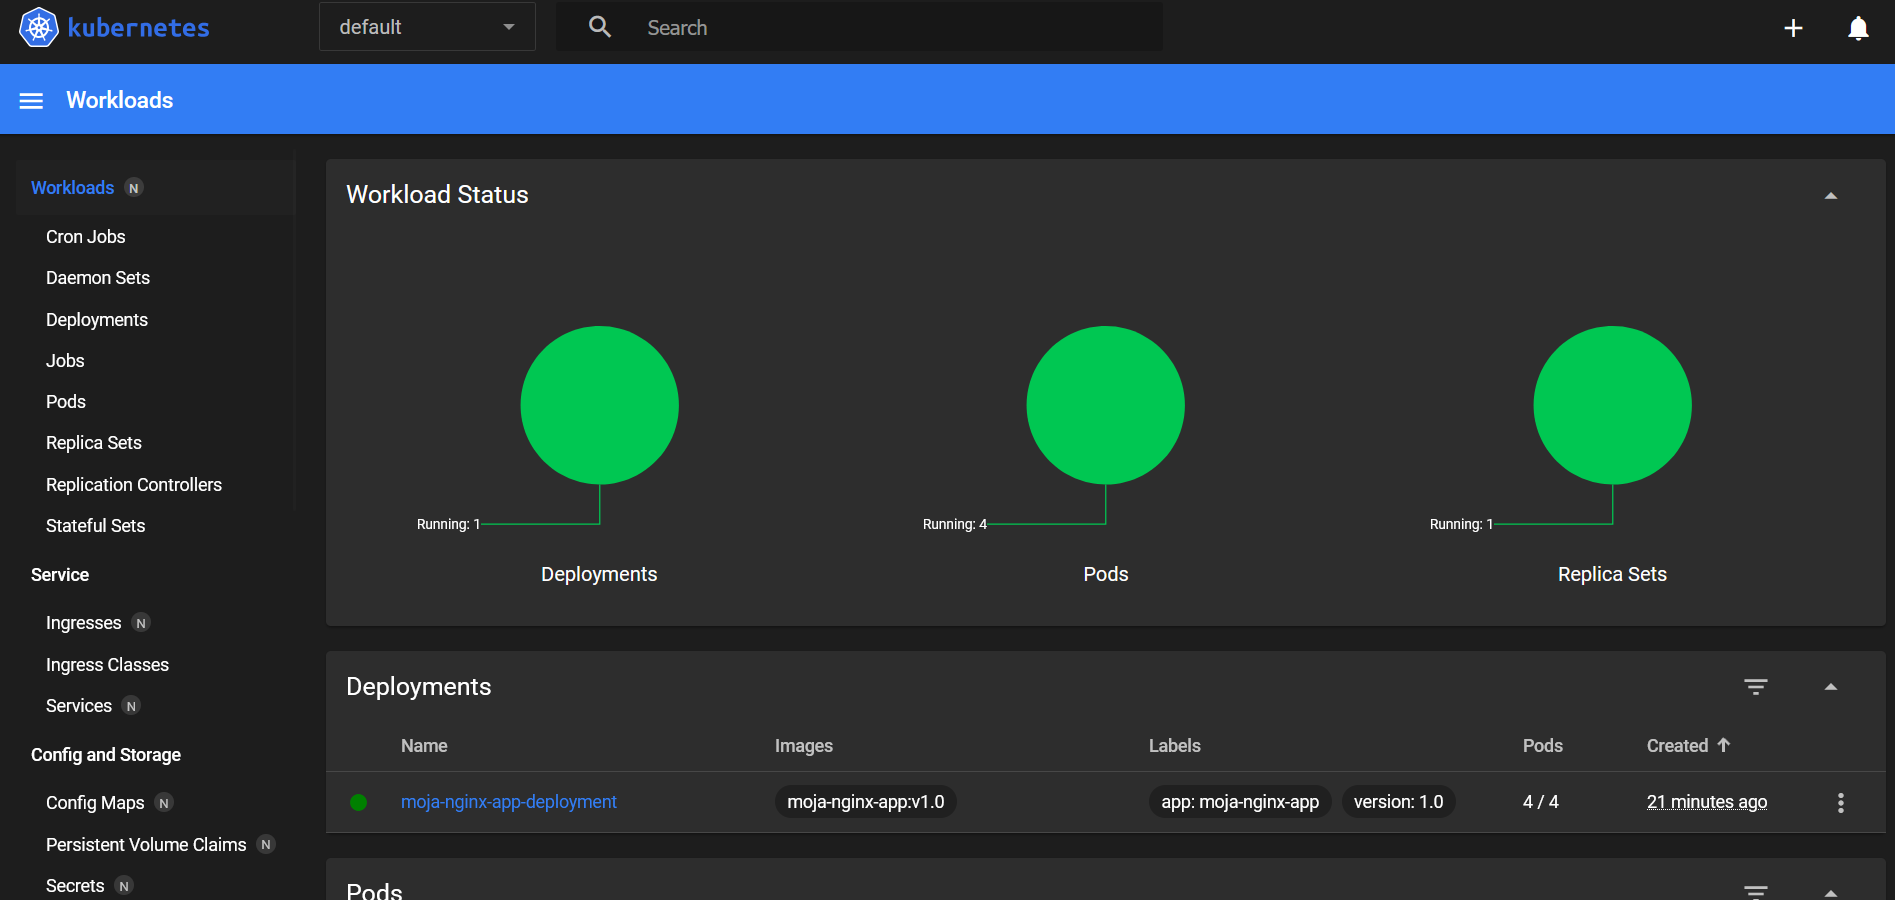 kubernetes
default
Search
Workloads
Workloads N
Cron Jobs
Daemon Sets
Deployments
Jobs
Pods
Replica Sets
Replication Controllers
Stateful Sets
Service
Ingresses N
Ingress Classes
Services N
Config and Storage
Config Maps N
Persistent Volume Claims N
Secrets N
Workload Status
Running: 1
Deployments
Running: 4
Pods
Running: 1
Replica Sets
Deployments
Name Images Labels Pods Created
moja-nginx-app-deployment moja-nginx-app:v1.0 app: moja-nginx-app version: 1.0 4 / 4 21 minutes ago
Pods